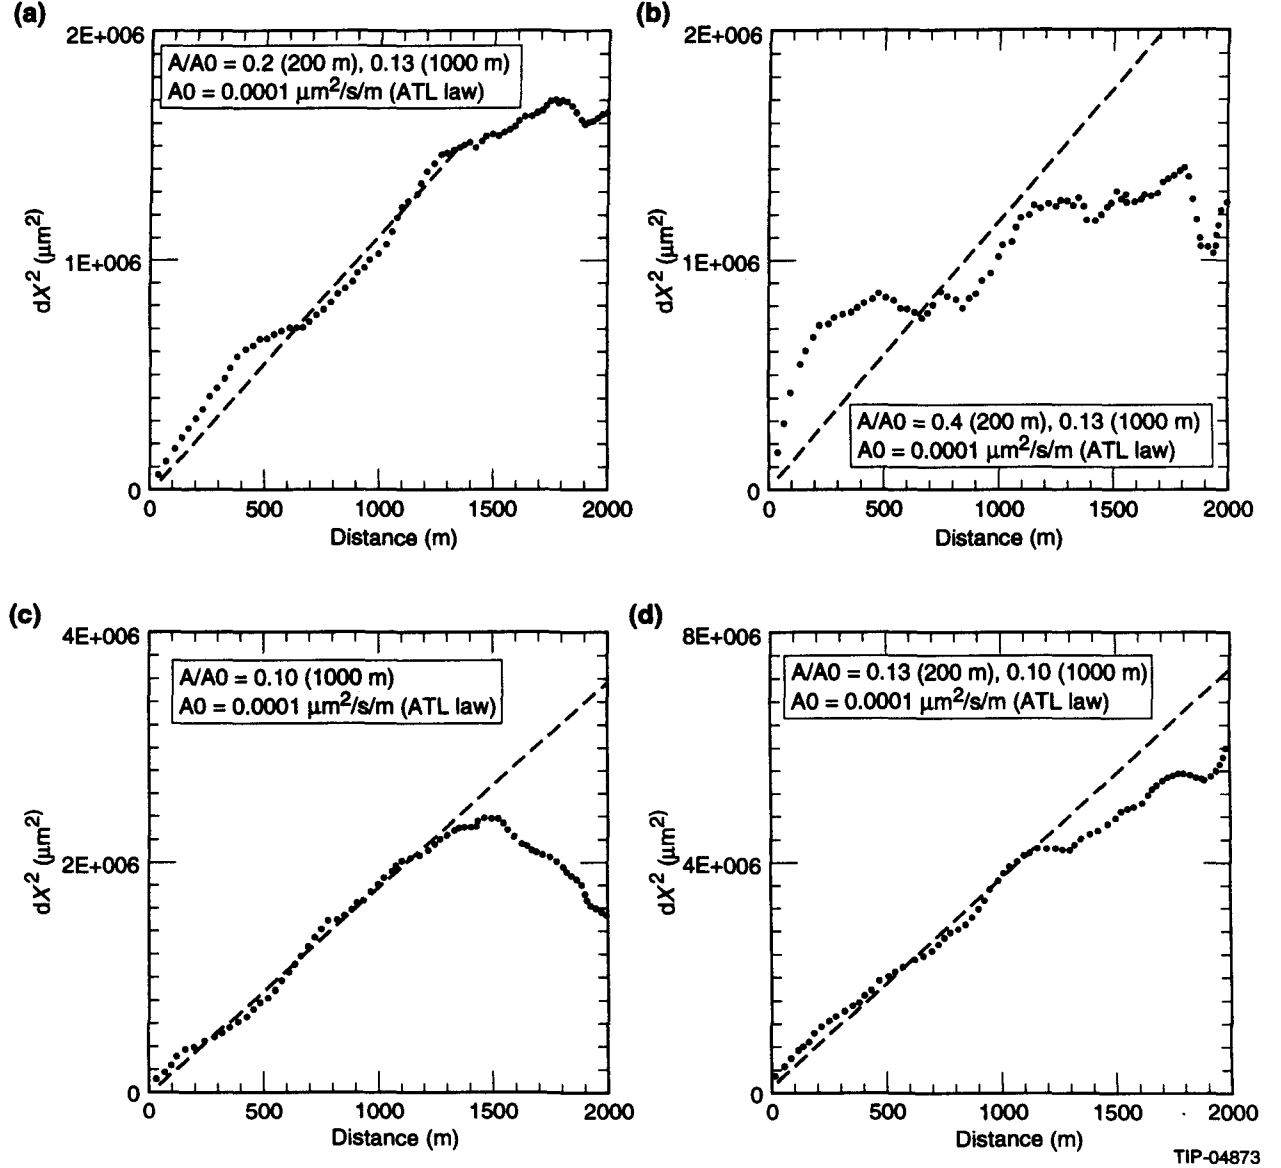 (a)
2E+006
A/A0 = 0.2 (200 m), 0.13 (1000 m)
A0 = 0.0001 μm²/s/m (ATL law)
1E+006
dX² (μm²)
0
0 500 1000 1500 2000
Distance (m)
(b)
2E+006
1E+006
dX² (μm²)
A/A0 = 0.4 (200 m), 0.13 (1000 m)
A0 = 0.0001 μm²/s/m (ATL law)
0
0 500 1000 1500 2000
Distance (m)
(c)
4E+006
A/A0 = 0.10 (1000 m)
A0 = 0.0001 μm²/s/m (ATL law)
dX² (μm²)
2E+006
0
0 500 1000 1500 2000
Distance (m)
(d)
8E+006
A/A0 = 0.13 (200 m), 0.10 (1000 m)
A0 = 0.0001 μm²/s/m (ATL law)
dX² (μm²)
4E+006
0
0 500 1000 1500 2000
Distance (m)
TIP-04873